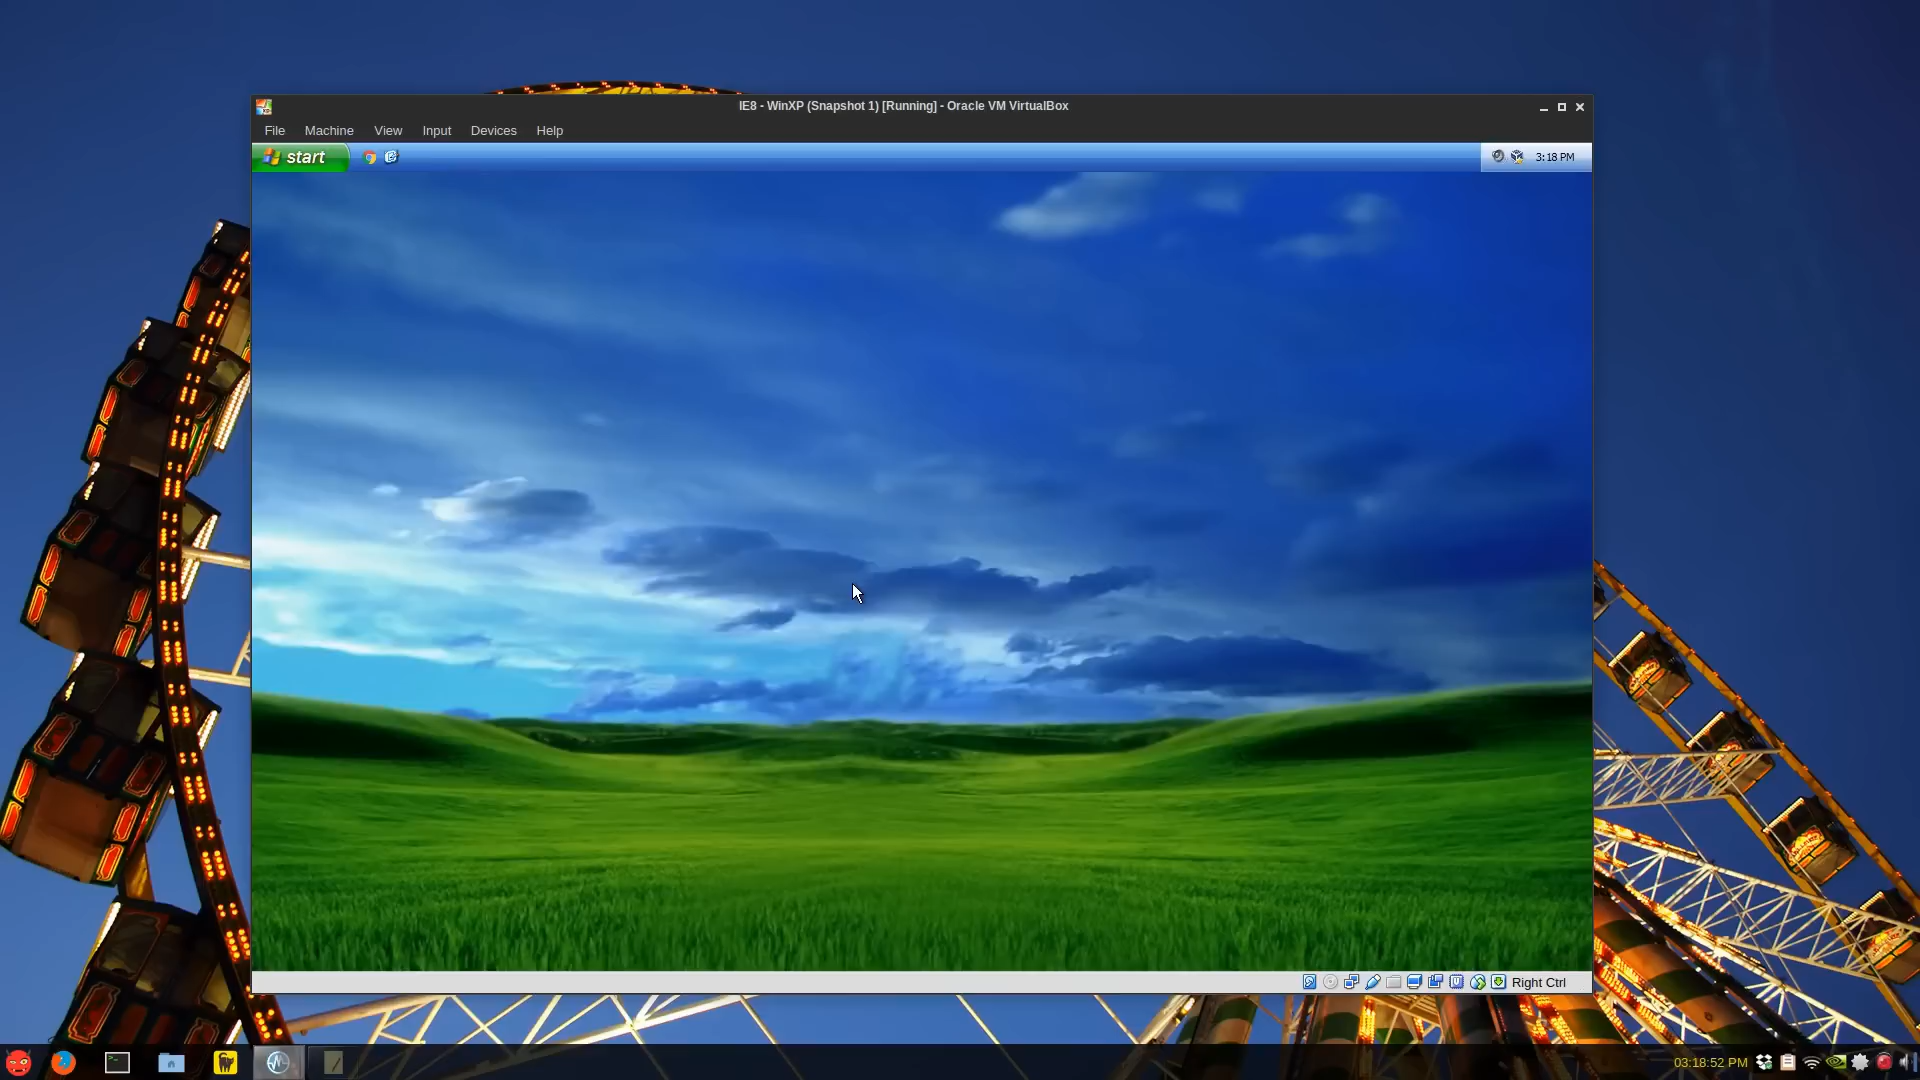 IE8 - WinXP (Snapshot 1) [Running] - Oracle VM VirtualBox
File Machine View Input Devices Help
start
3:18 PM
Right Ctrl
03:18:52 PM